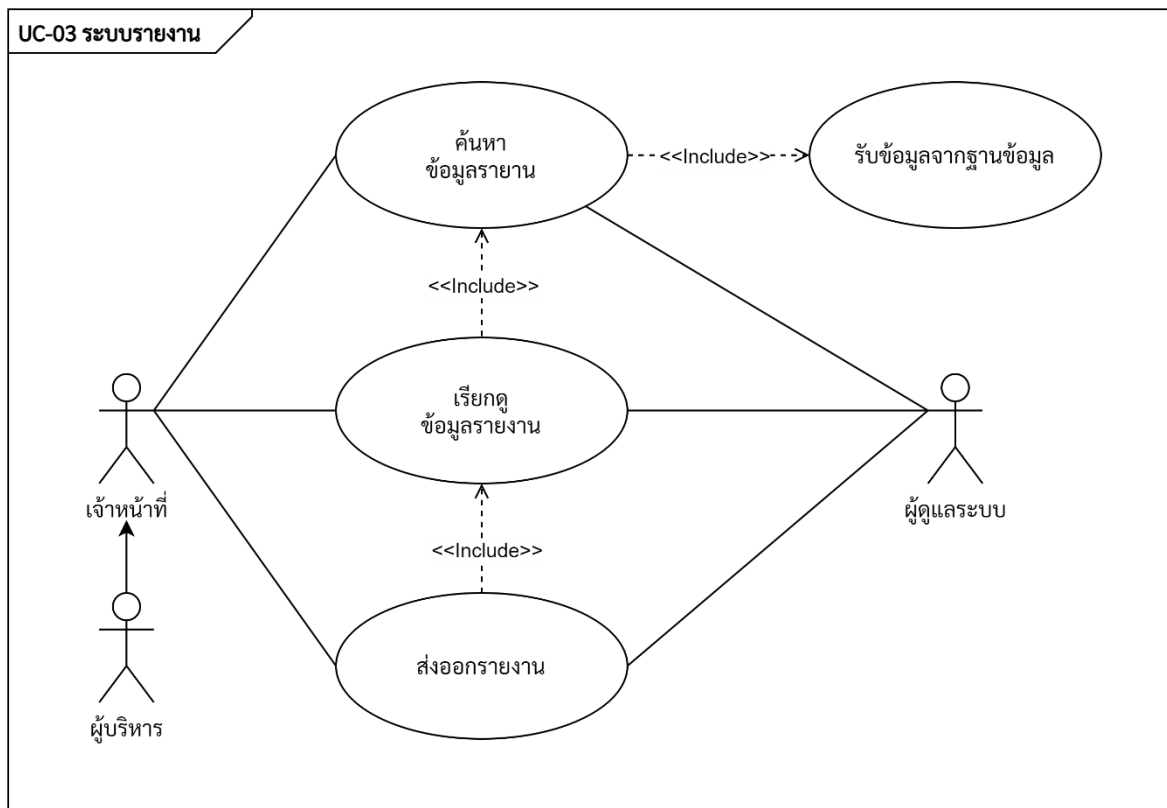 UC-03 ระบบรายงาน
ค้นหา
ข้อมูลรายาน
<<Include>>
รับข้อมูลจากฐานข้อมูล
<<Include>>
เรียกดู
ข้อมูลรายงาน
เจ้าหน้าที่
ผู้ดูแลระบบ
<<Include>>
ส่งออกรายงาน
ผู้บริหาร